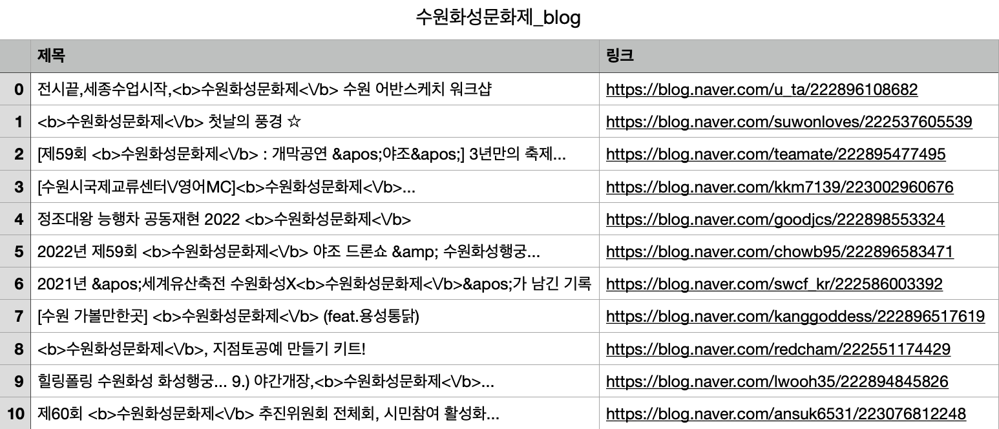 수원화성문화제_blog
제목 링크
0 전시끝,세종수업시작,<b>수원화성문화제<\/b> 수원 어반스케치 워크샵 https://blog.naver.com/u_ta/222896108682
1 <b>수원화성문화제<\/b> 첫날의 풍경 ☆ https://blog.naver.com/suwonloves/222537605539
2 [제59회 <b>수원화성문화제<\/b> : 개막공연 &apos;야조&apos;] 3년만의 축제... https://blog.naver.com/teamate/222895477495
3 [수원시국제교류센터\/영어MC]<b>수원화성문화제<\/b>... https://blog.naver.com/kkm7139/223002960676
4 정조대왕 능행차 공동재현 2022 <b>수원화성문화제<\/b> https://blog.naver.com/goodjcs/222898553324
5 2022년 제59회 <b>수원화성문화제<\/b> 야조 드론쇼 &amp; 수원화성행궁... https://blog.naver.com/chowb95/222896583471
6 2021년 &apos;세계유산축전 수원화성X<b>수원화성문화제<\/b>&apos;가 남긴 기록 https://blog.naver.com/swcf_kr/222586003392
7 [수원 가볼만한곳] <b>수원화성문화제<\/b> (feat.용성통닭) https://blog.naver.com/kanggoddess/222896517619
8 <b>수원화성문화제<\/b>, 지점토공예 만들기 키트! https://blog.naver.com/redcham/222551174429
9 힐링폴링 수원화성 화성행궁... 9.) 야간개장,<b>수원화성문화제<\/b>... https://blog.naver.com/lwooh35/222894845826
10 제60회 <b>수원화성문화제<\/b> 추진위원회 전체회, 시민참여 활성화... https://blog.naver.com/ansuk6531/223076812248